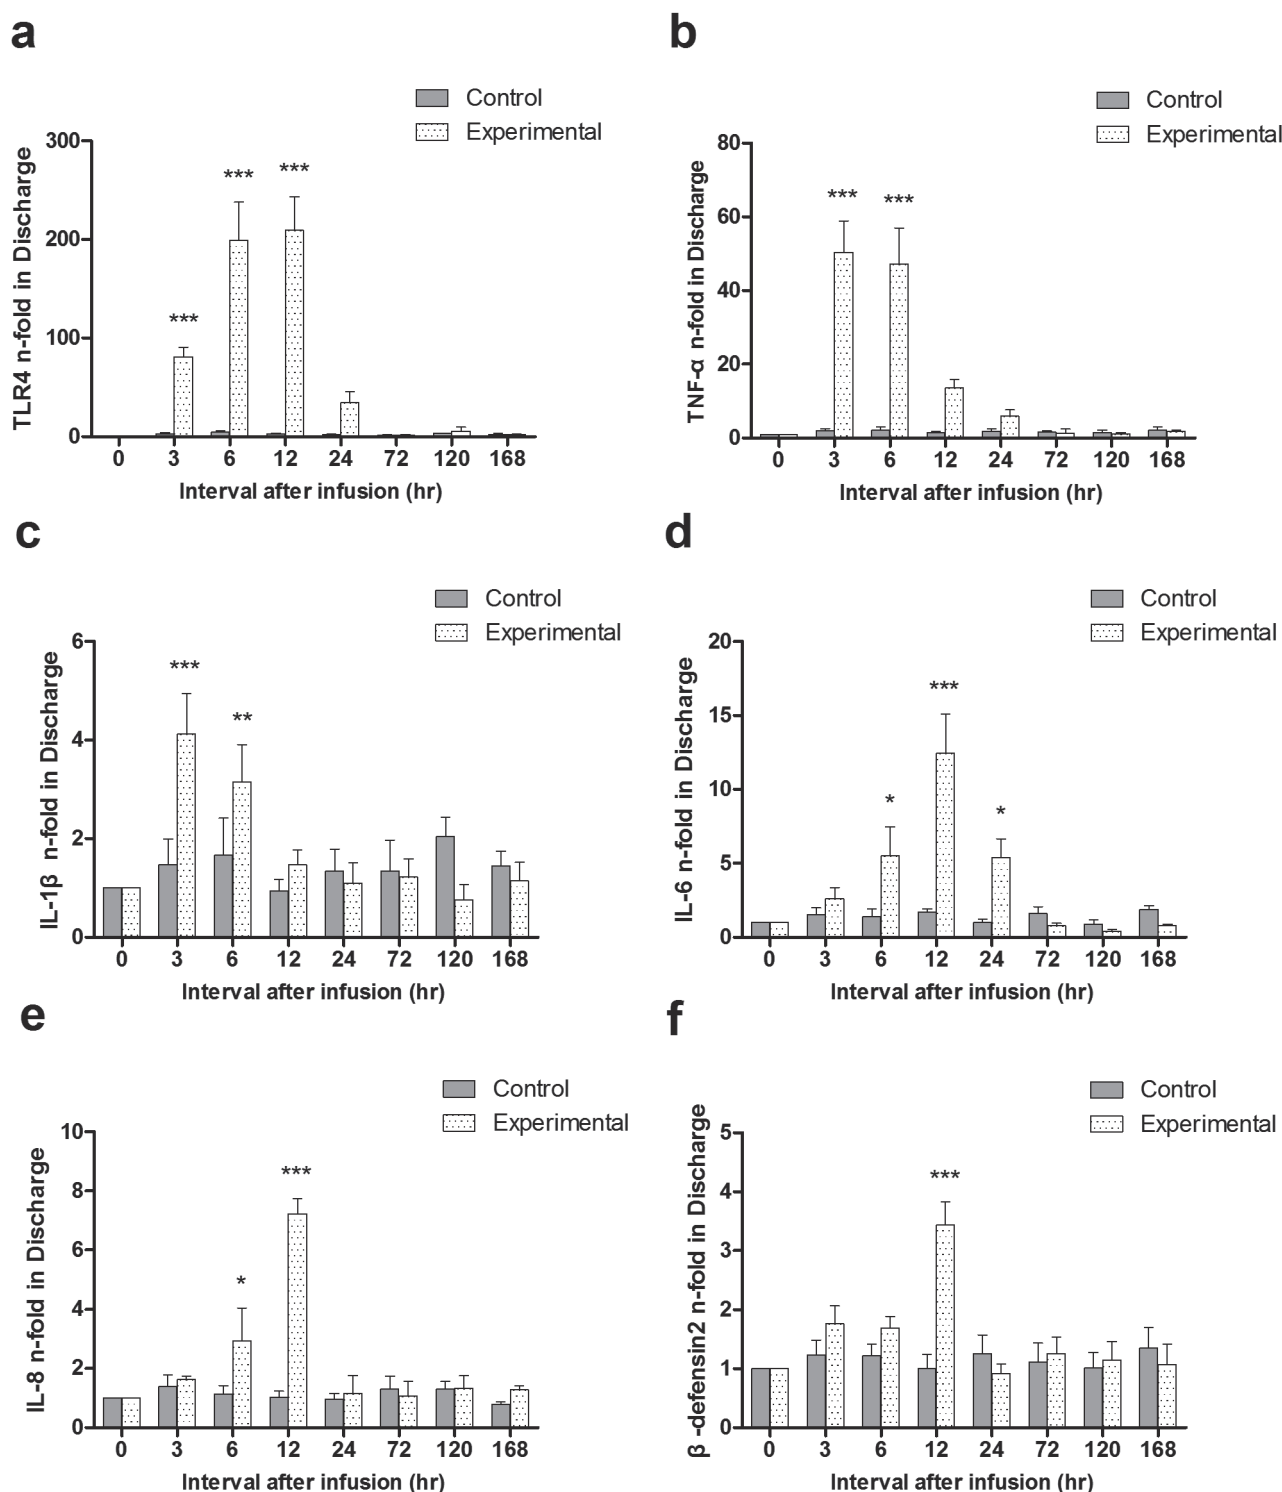 a
Control
Experimental
TLR4 n-fold in Discharge
300
200
100
0
***
***
***
0 3 6 12 24 72 120 168
Interval after infusion (hr)
b
Control
Experimental
TNF-α n-fold in Discharge
80
60
40
20
0
***
***
0 3 6 12 24 72 120 168
Interval after infusion (hr)
c
Control
Experimental
IL-1β n-fold in Discharge
6
4
2
0
***
**
0 3 6 12 24 72 120 168
Interval after infusion (hr)
d
Control
Experimental
IL-6 n-fold in Discharge
20
15
10
5
0
*
***
*
0 3 6 12 24 72 120 168
Interval after infusion (hr)
e
Control
Experimental
IL-8 n-fold in Discharge
10
8
6
4
2
0
*
***
0 3 6 12 24 72 120 168
Interval after infusion (hr)
f
Control
Experimental
β -defensin2 n-fold in Discharge
5
4
3
2
1
0
***
0 3 6 12 24 72 120 168
Interval after infusion (hr)